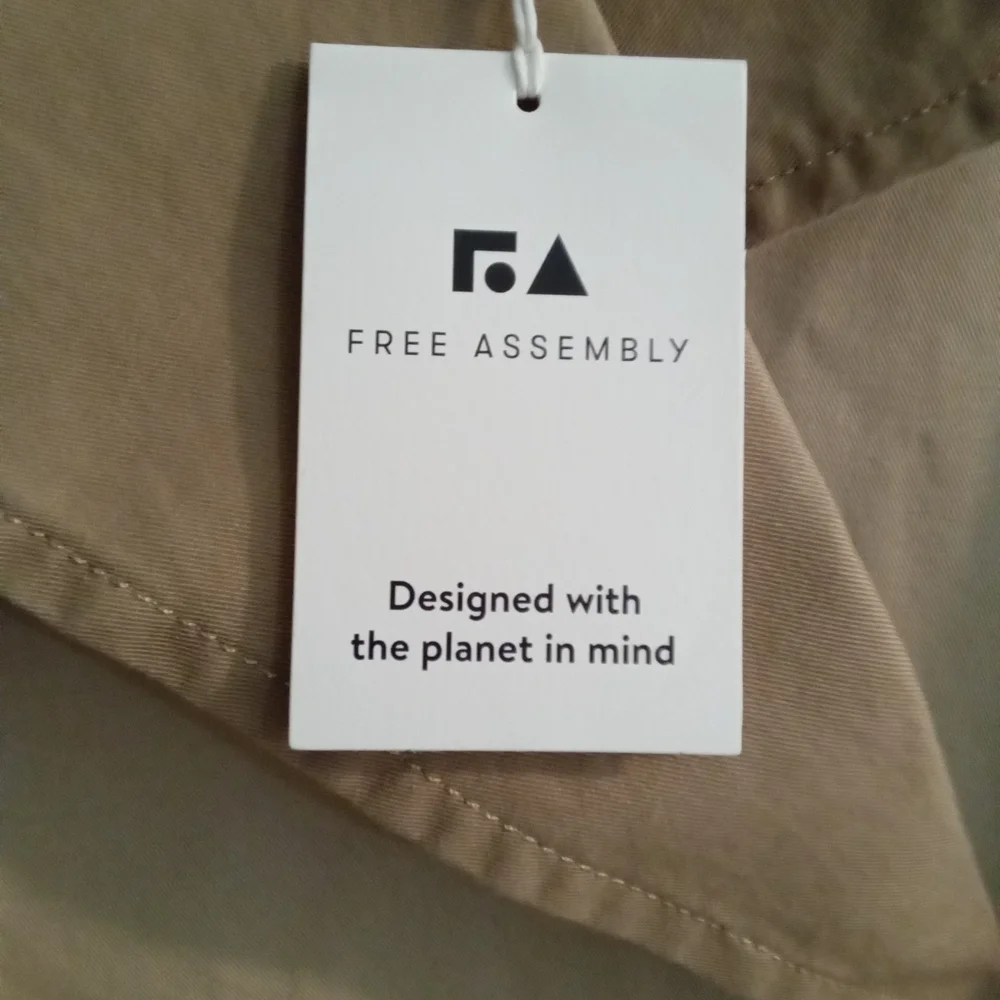 FREE ASSEMBLY
Designed with
the planet in mind